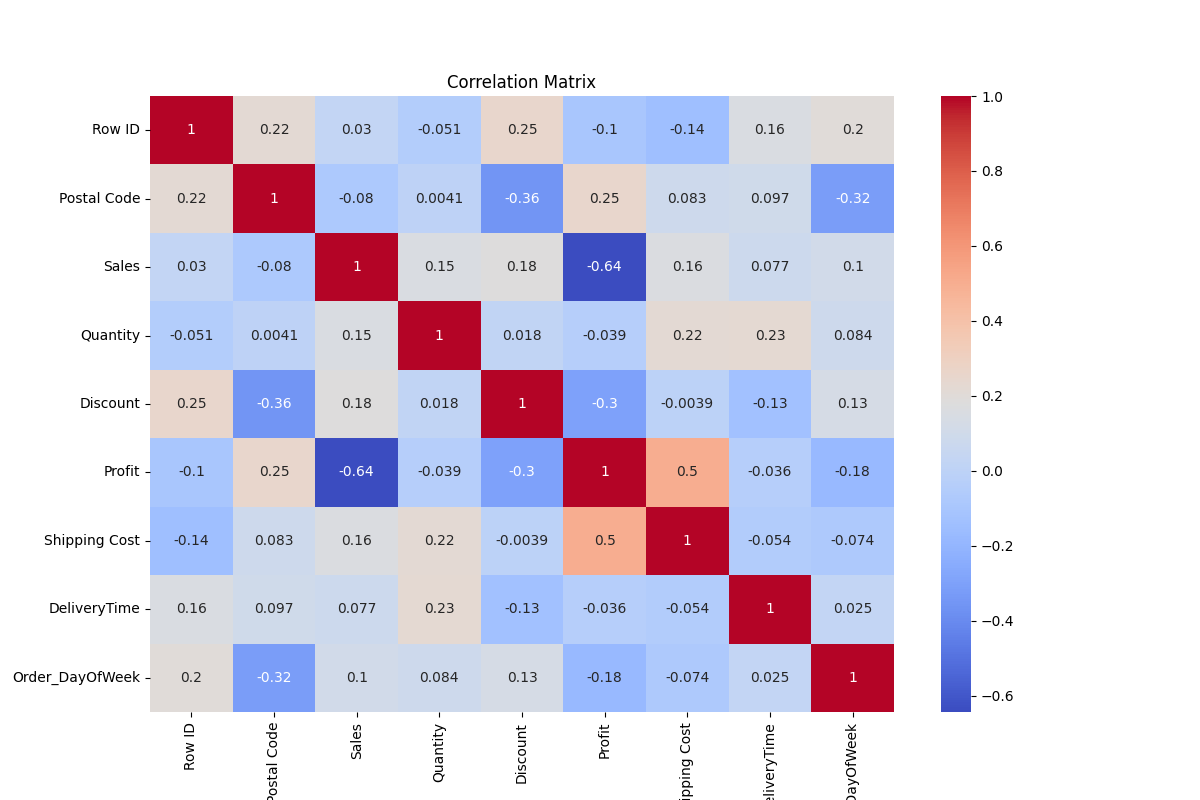 Correlation Matrix
Row ID 1 0.22 0.03 -0.051 0.25 -0.1 -0.14 0.16 0.2
Postal Code 0.22 1 -0.08 0.0041 -0.36 0.25 0.083 0.097 -0.32
Sales 0.03 -0.08 1 0.15 0.18 -0.64 0.16 0.077 0.1
Quantity -0.051 0.0041 0.15 1 0.018 -0.039 0.22 0.23 0.084
Discount 0.25 -0.36 0.18 0.018 1 -0.3 -0.0039 -0.13 0.13
Profit -0.1 0.25 -0.64 -0.039 -0.3 1 0.5 -0.036 -0.18
Shipping Cost -0.14 0.083 0.16 0.22 -0.0039 0.5 1 -0.054 -0.074
DeliveryTime 0.16 0.097 0.077 0.23 -0.13 -0.036 -0.054 1 0.025
Order_DayOfWeek 0.2 -0.32 0.1 0.084 0.13 -0.18 -0.074 0.025 1
Row ID
Postal Code
Sales
Quantity
Discount
Profit
ipping Cost
eliveryTime
DayOfWeek
1.0
0.8
0.6
0.4
0.2
0.0
−0.2
−0.4
−0.6